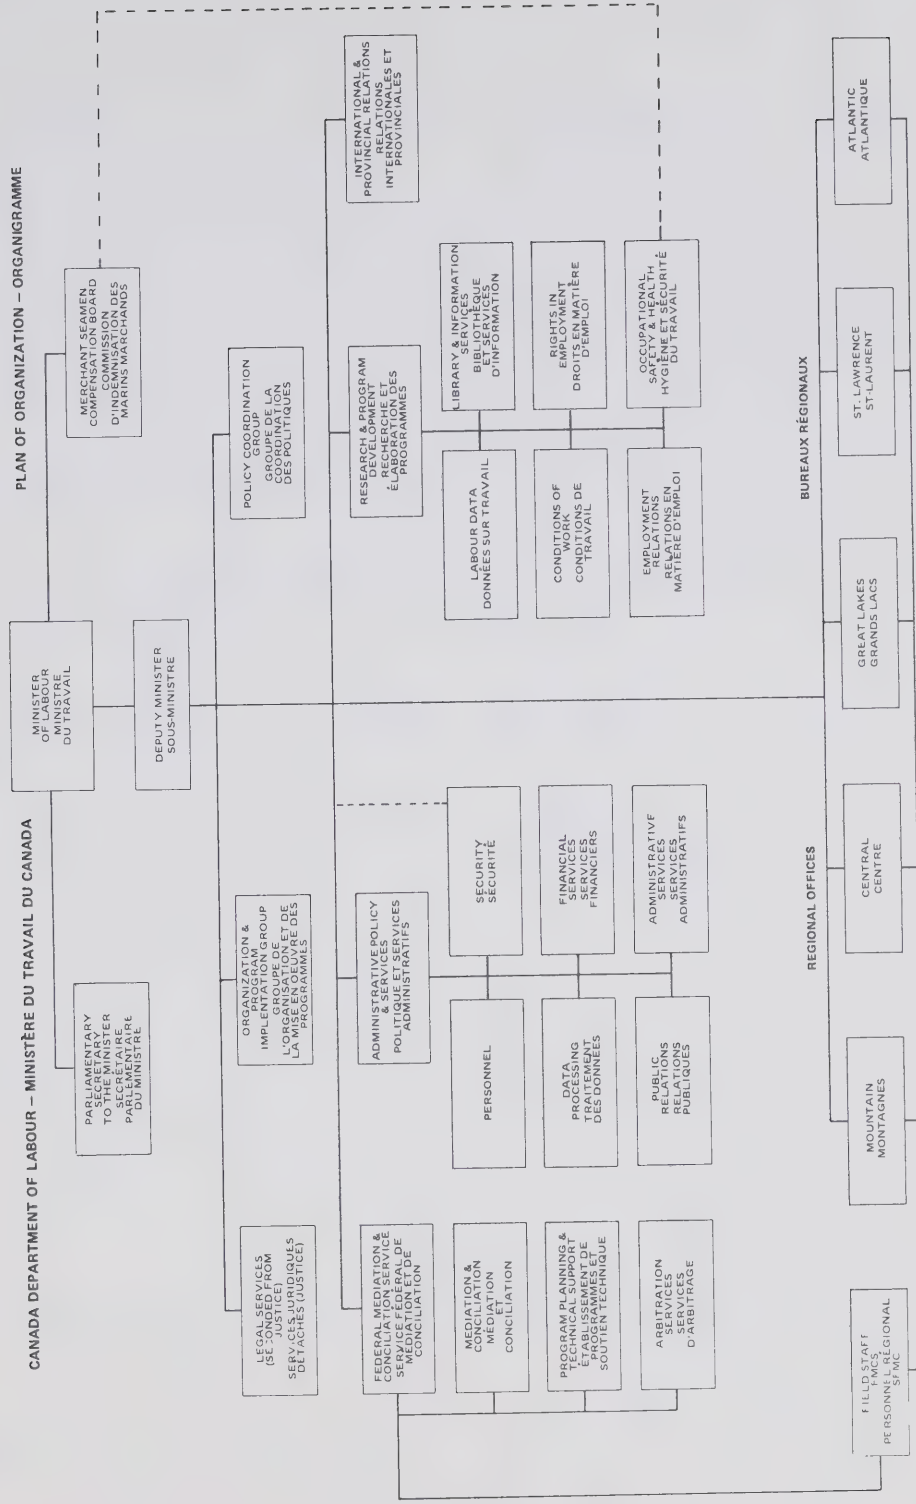 CANADA DEPARTMENT OF LABOUR – MINISTÈRE DU TRAVAIL DU CANADA
PLAN OF ORGANIZATION – ORGANIGRAMME
MINISTER
OF LABOUR
MINISTRE
DU TRAVAIL
PARLIAMENTARY
SECRETARY
TO THE MINISTER
SECRÉTAIRE
PARLEMENTAIRE
DU MINISTRE
MERCHANT SEAMEN
COMPENSATION BOARD
COMMISSION
D'INDEMNISATION DES
MARINS MARCHANDS
DEPUTY MINISTER
SOUS-MINISTRE
LEGAL SERVICES
(SECONDED FROM
JUSTICE)
SERVICES JURIDIQUES
DÉTACHÉS (JUSTICE)
ORGANIZATION &
PROGRAM
IMPLENTATION GROUP
GROUPE DE
L'ORGANISATION ET DE
LA MISE EN OEUVRE DES
PROGRAMMES
POLICY COORDINATION
GROUP
GROUPE DE LA
COORDINATION
DES POLITIQUES
FEDERAL MEDIATION &
CONCILIATION SERVICE
SERVICE FÉDÉRAL DE
MÉDIATION ET DE
CONCILIATION
ADMINISTRATIVE POLICY
& SERVICES
POLITIQUE ET SERVICES
ADMINISTRATIFS
RESEARCH & PROGRAM
DEVELOPMENT
RECHERCHE ET
ÉLABORATION DES
PROGRAMMES
INTERNATIONAL &
PROVINCIAL RELATIONS
RELATIONS
INTERNATIONALES ET
PROVINCIALES
MEDIATION &
CONCILIATION
MÉDIATION
ET
CONCILIATION
PERSONNEL
SECURITY
SÉCURITÉ
LABOUR DATA
DONNÉES SUR TRAVAIL
LIBRARY & INFORMATION
SERVICES
BIBLIOTHÈQUE
ET SERVICES
D'INFORMATION
PROGRAM PLANNING &
TECHNICAL SUPPORT
ÉTABLISSEMENT DE
PROGRAMMES ET
SOUTIEN TECHNIQUE
DATA
PROCESSING
TRAITEMENT
DES DONNÉES
FINANCIAL
SERVICES
SERVICES
FINANCIERS
CONDITIONS OF
WORK
CONDITIONS DE
TRAVAIL
RIGHTS IN
EMPLOYMENT
DROITS EN MATIÈRE
D'EMPLOI
ARBITRATION
SERVICES
SERVICES
D'ARBITRAGE
PUBLIC
RELATIONS
RELATIONS
PUBLIQUES
ADMINISTRATIVE
SERVICES
SERVICES
ADMINISTRATIFS
EMPLOYMENT
RELATIONS
RELATIONS EN
MATIÈRE D'EMPLOI
OCCUPATIONAL
SAFETY & HEALTH
HYGIÈNE ET SÉCURITÉ
DU TRAVAIL
REGIONAL OFFICES
BUREAUX RÉGIONAUX
FIELD STAFF
FMCS
PERSONNEL RÉGIONAL
SFMC
MOUNTAIN
MONTAGNES
CENTRAL
CENTRE
GREAT LAKES
GRANDS LACS
ST. LAWRENCE
ST-LAURENT
ATLANTIC
ATLANTIQUE